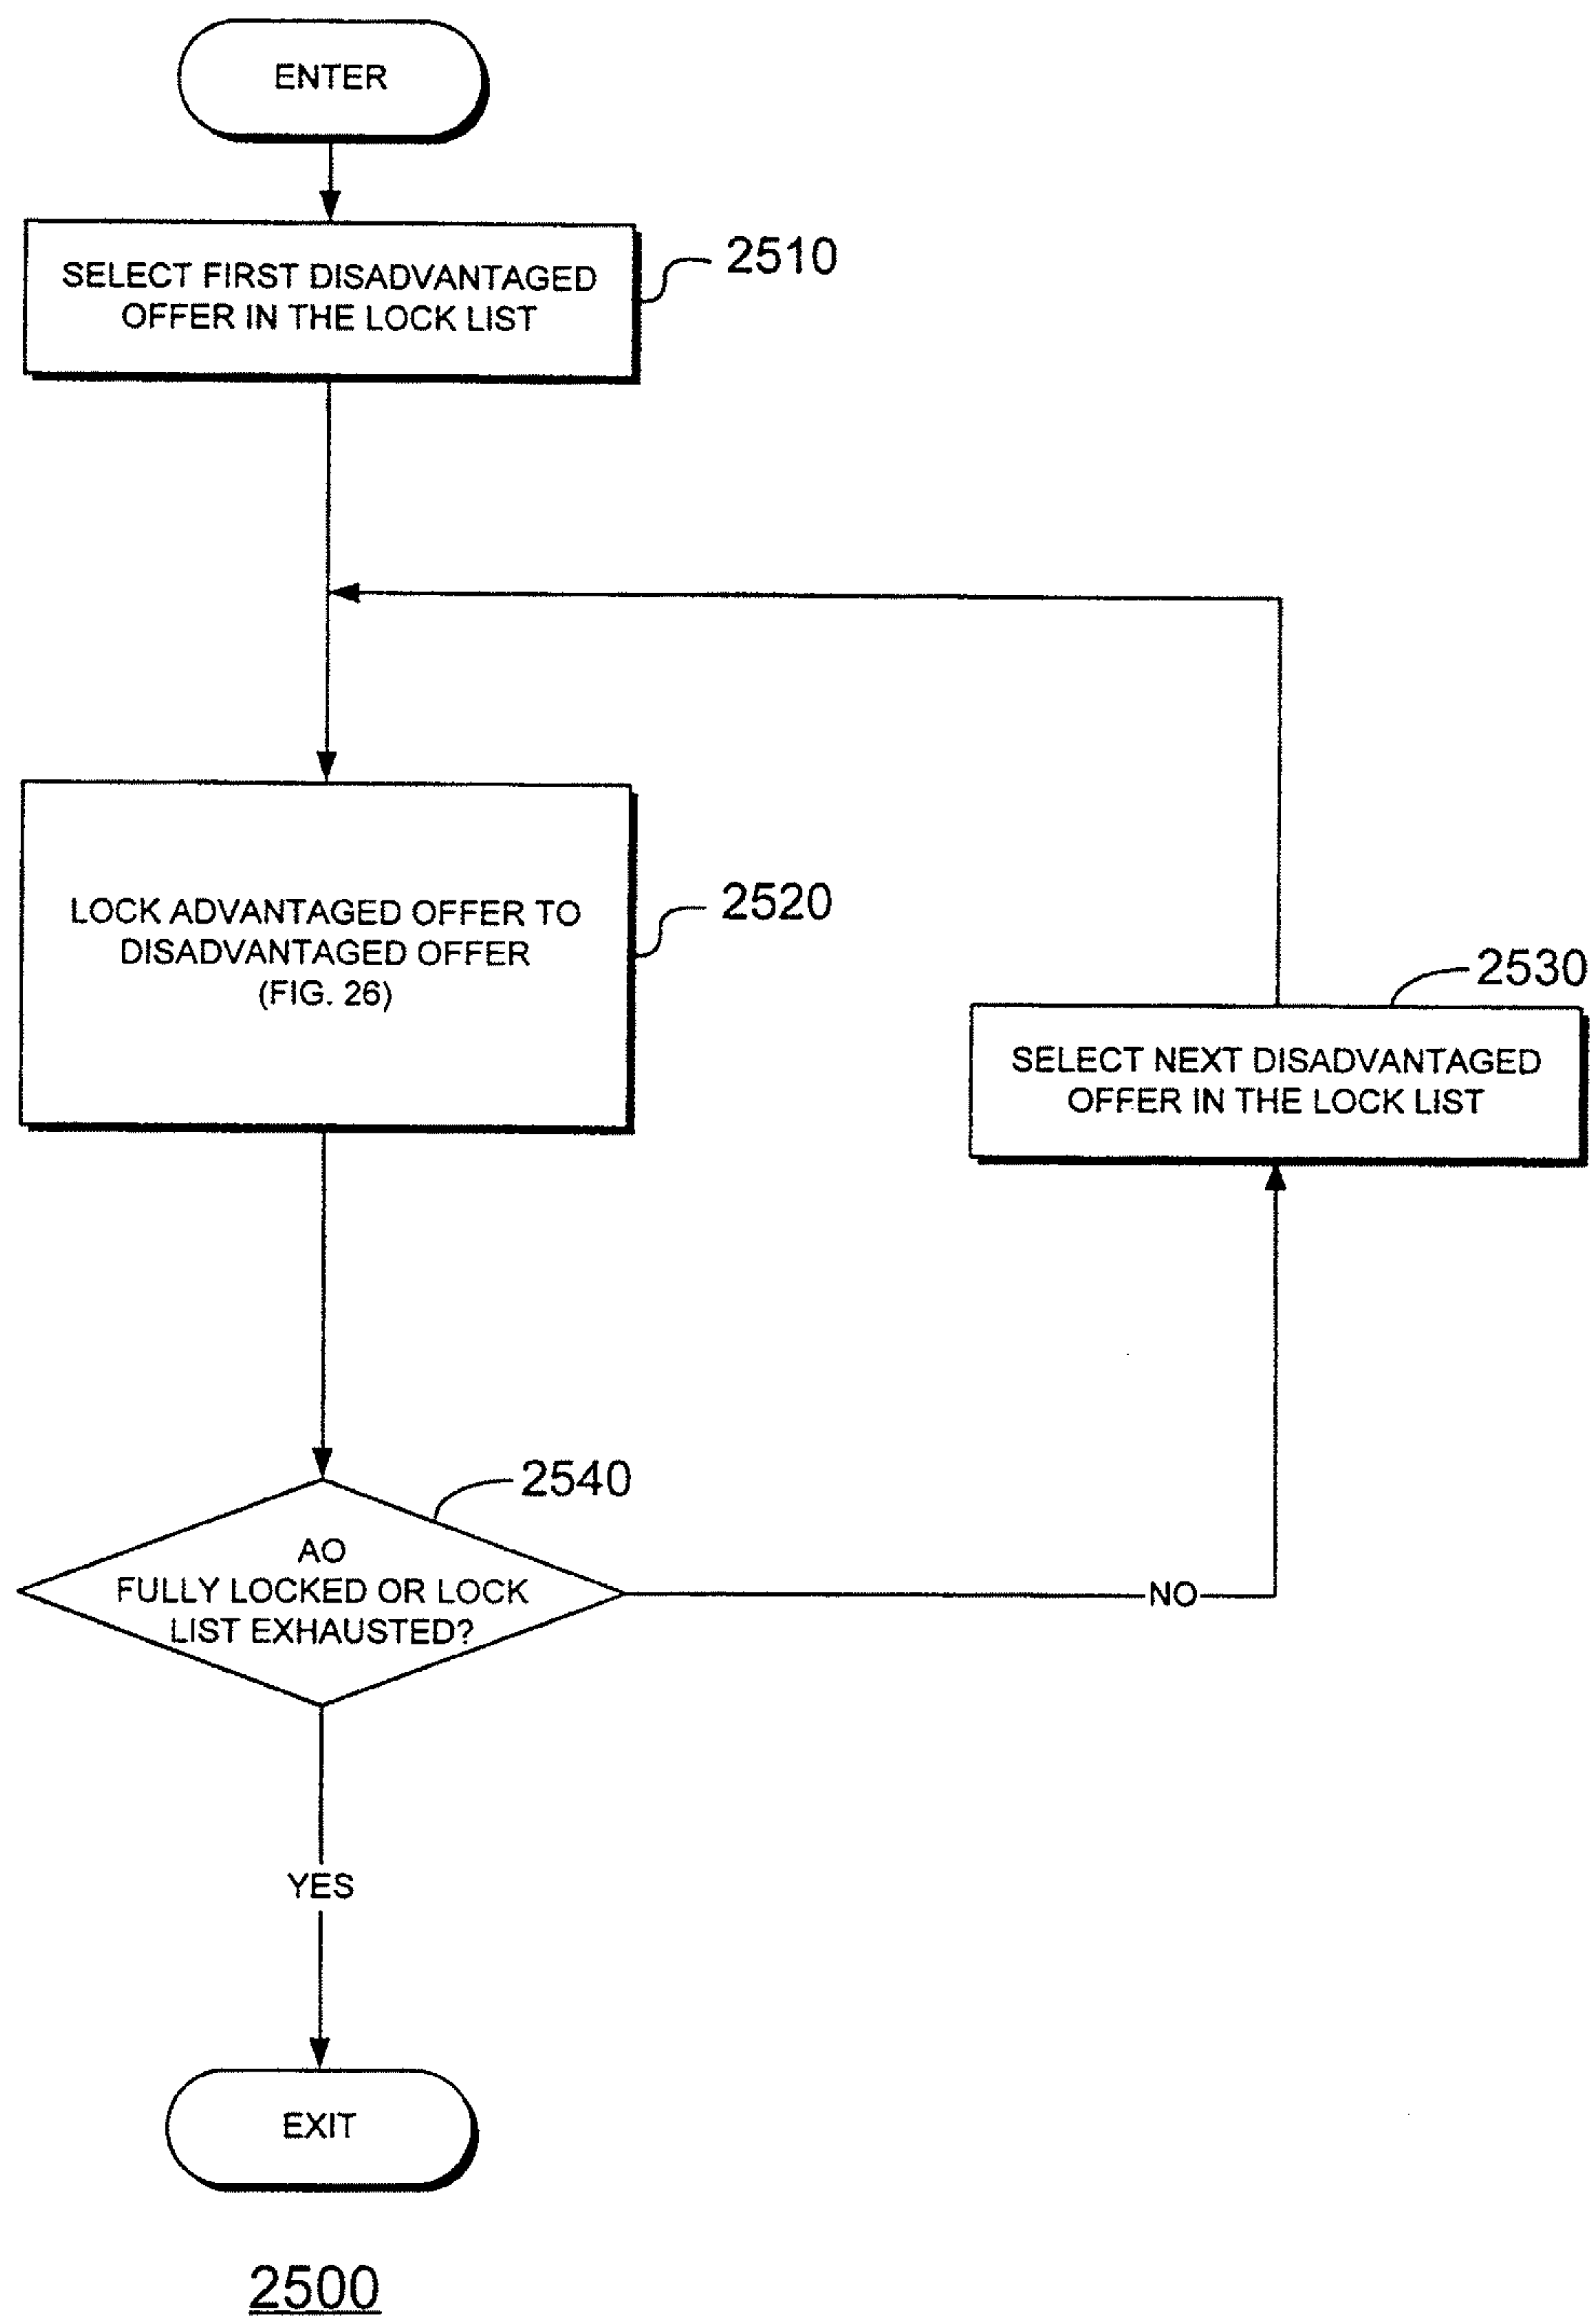 ENTER
SELECT FIRST DISADVANTAGED
OFFER IN THE LOCK LIST
2510
LOCK ADVANTAGED OFFER TO
DISADVANTAGED OFFER
(FIG. 26)
2520
2530
SELECT NEXT DISADVANTAGED
OFFER IN THE LOCK LIST
2540
AO
FULLY LOCKED OR LOCK
LIST EXHAUSTED?
NO
YES
EXIT
2500